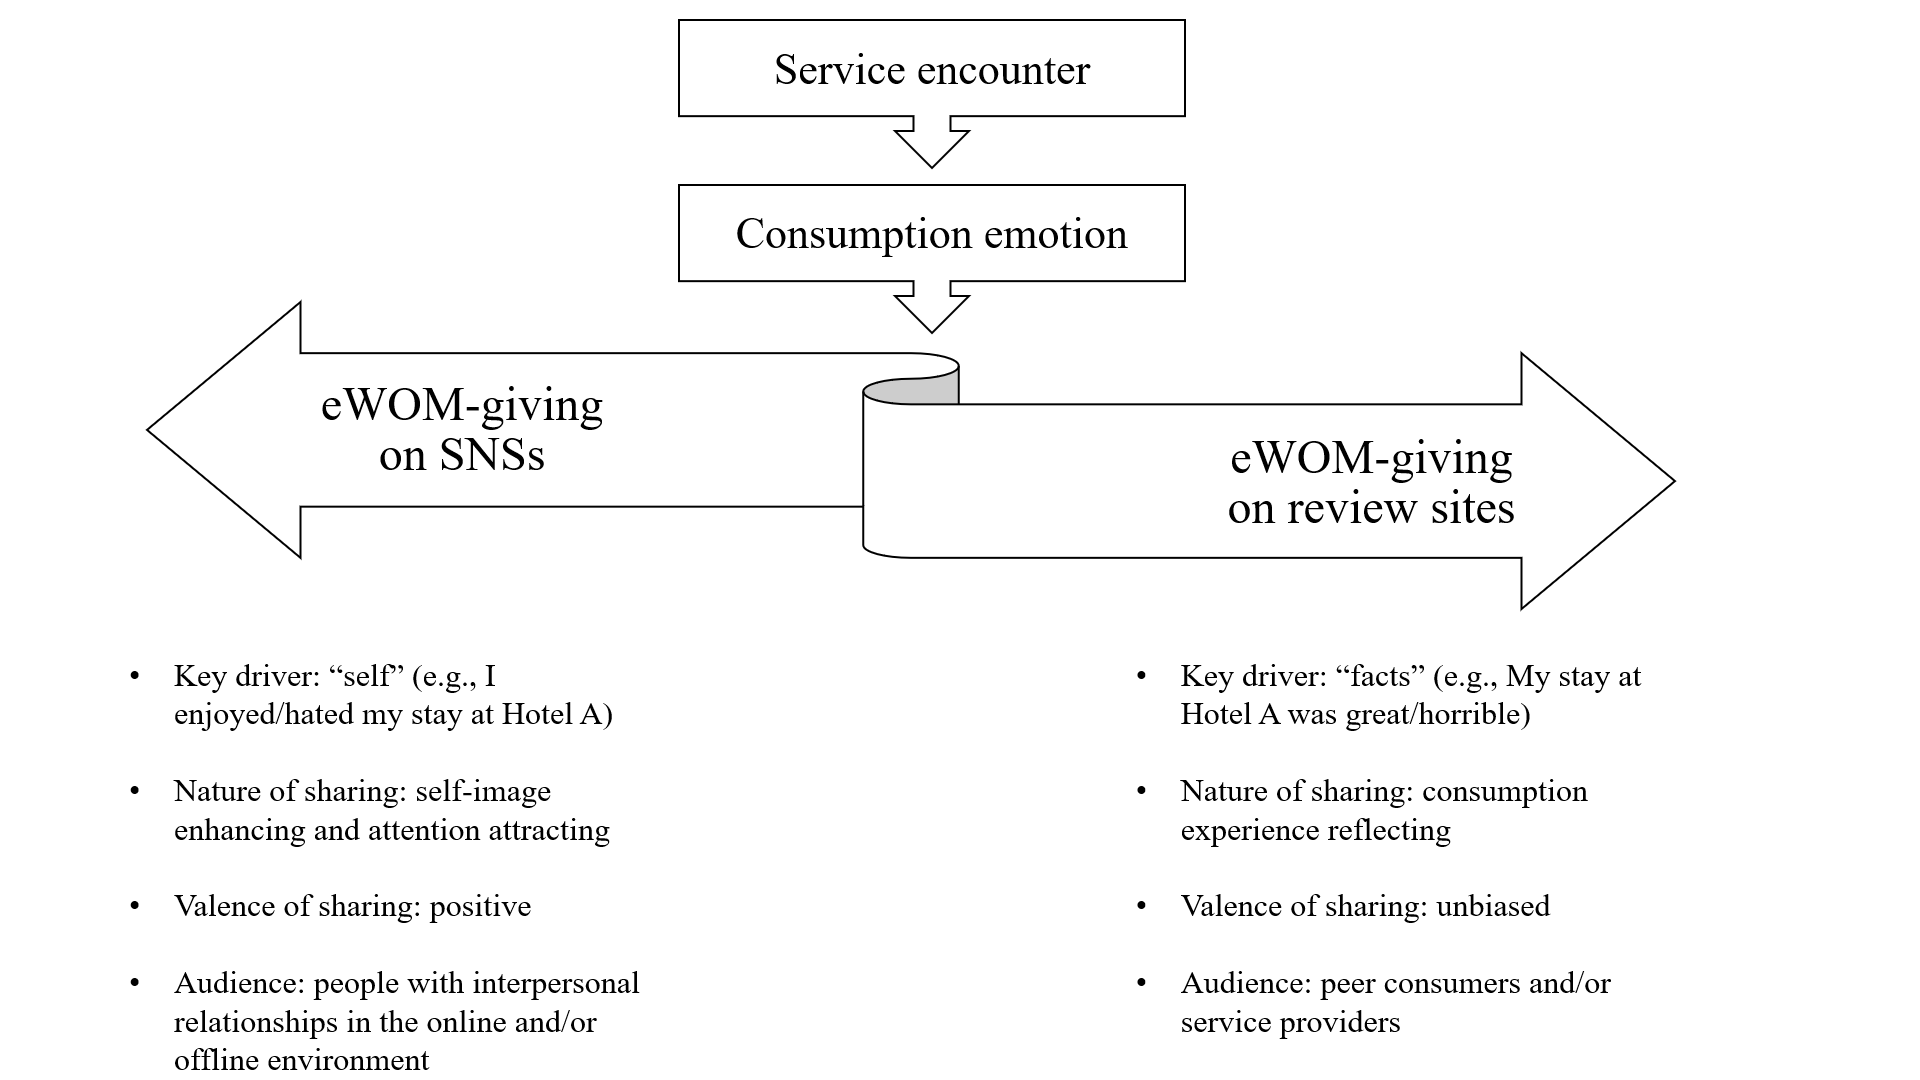 Service encounter
Consumption emotion
eWOM-giving
on SNSs
eWOM-giving
on review sites
• Key driver: “self” (e.g., I
enjoyed/hated my stay at Hotel A)
• Nature of sharing: self-image
enhancing and attention attracting
• Valence of sharing: positive
• Audience: people with interpersonal
relationships in the online and/or
offline environment
• Key driver: “facts” (e.g., My stay at
Hotel A was great/horrible)
• Nature of sharing: consumption
experience reflecting
• Valence of sharing: unbiased
• Audience: peer consumers and/or
service providers